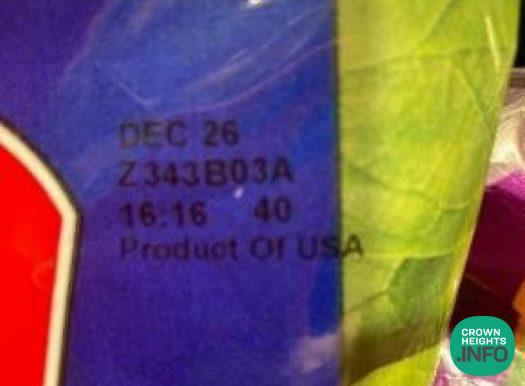 DEC 26
Z343B03A
16:16 40
Product Of USA
CROWN
HEIGHTS
.INFO